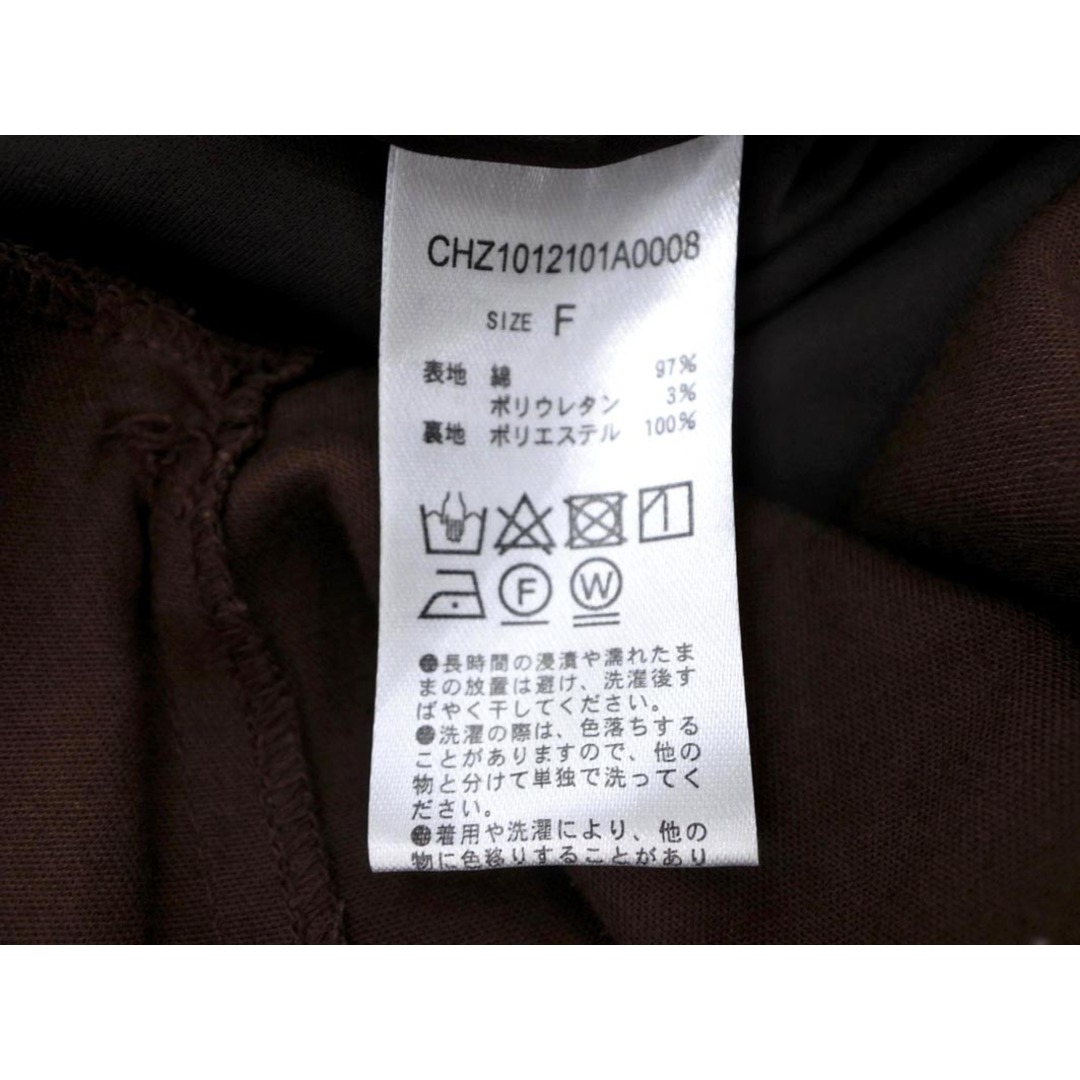 CHZ1012101A0008
SIZE F
表地 綿 97%
ポリウレタン 3%
裏地 ポリエステル 100%
F W
●長時間の浸漬や濡れたま
まの放置は避け、洗濯後す
ばやく干してください。
●洗濯の際は、色落ちする
ことがありますので、他の
物と分けて単独で洗ってく
ださい。
●着用や洗濯により、他の
物に色移りすることがあり